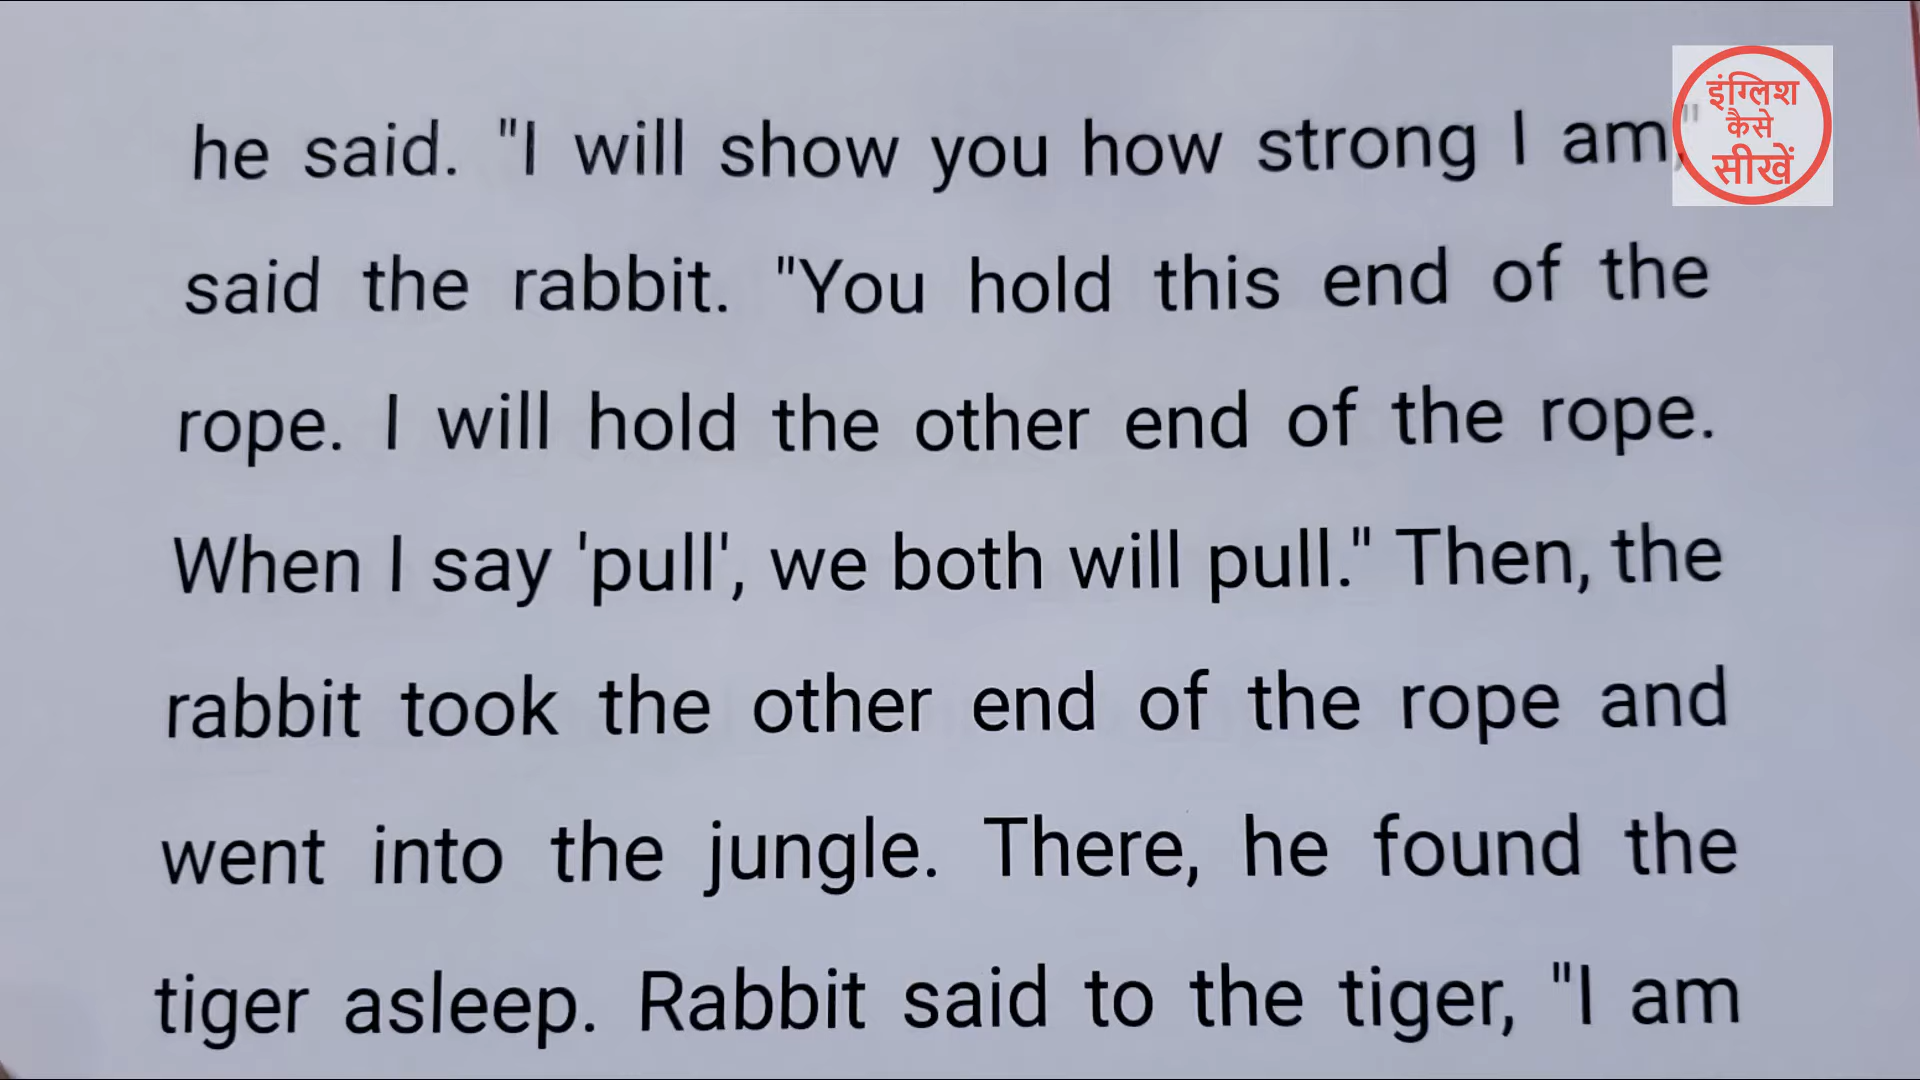 he said. "I will show you how strong I am,"
said the rabbit. "You hold this end of the
rope. I will hold the other end of the rope.
When I say 'pull', we both will pull." Then, the
rabbit took the other end of the rope and
went into the jungle. There, he found the
tiger asleep. Rabbit said to the tiger, "I am
इंग्लिश
कैसे
सीखें